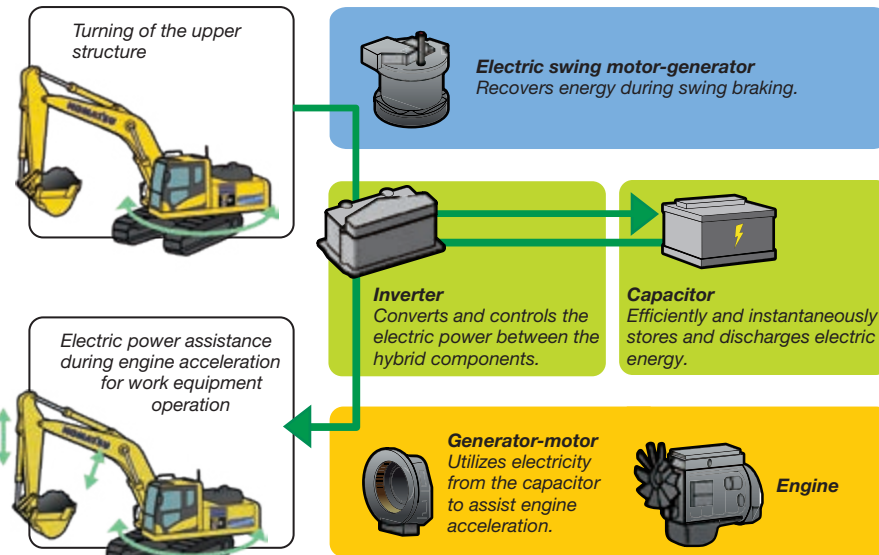 Turning of the upper
structure
KOMATSU
Electric swing motor-generator
Recovers energy during swing braking.
Inverter
Converts and controls the
electric power between the
hybrid components.
Capacitor
Efficiently and instantaneously
stores and discharges electric
energy.
Electric power assistance
during engine acceleration
for work equipment
operation
KOMATSU
Generator-motor
Utilizes electricity
from the capacitor
to assist engine
acceleration.
Engine